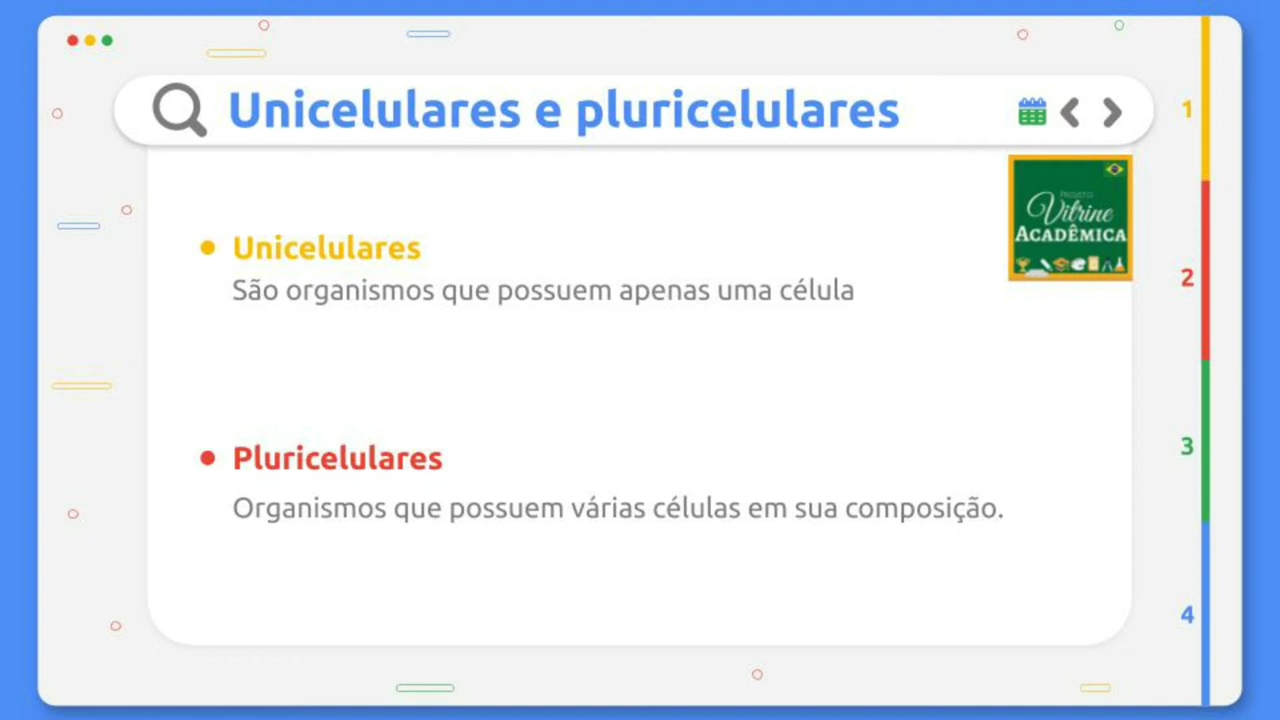 Unicelulares e pluricelulares
1
PROJETO
Vitrine
ACADÊMICA
Unicelulares
São organismos que possuem apenas uma célula
2
Pluricelulares
3
Organismos que possuem várias células em sua composição.
4